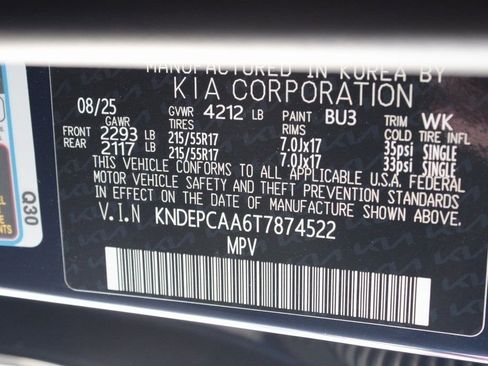 MANUFACTURED IN KOREA BY
KIA CORPORATION
08/25 GVWR 4212 LB PAINT BU3 TRIM WK
GAWR TIRES RIMS COLD TIRE INFL
FRONT 2293 LB 215/55R17 7.0Jx17 35psi SINGLE
REAR 2117 LB 215/55R17 7.0Jx17 33psi SINGLE
THIS VEHICLE CONFORMS TO ALL APPLICABLE U.S.A. FEDERAL
MOTOR VEHICLE SAFETY AND THEFT PREVENTION STANDARDS
IN EFFECT ON THE DATE OF MANUFACTURE SHOWN ABOVE.
V.I.N KNDEPCAA6T7874522
MPV
Q30